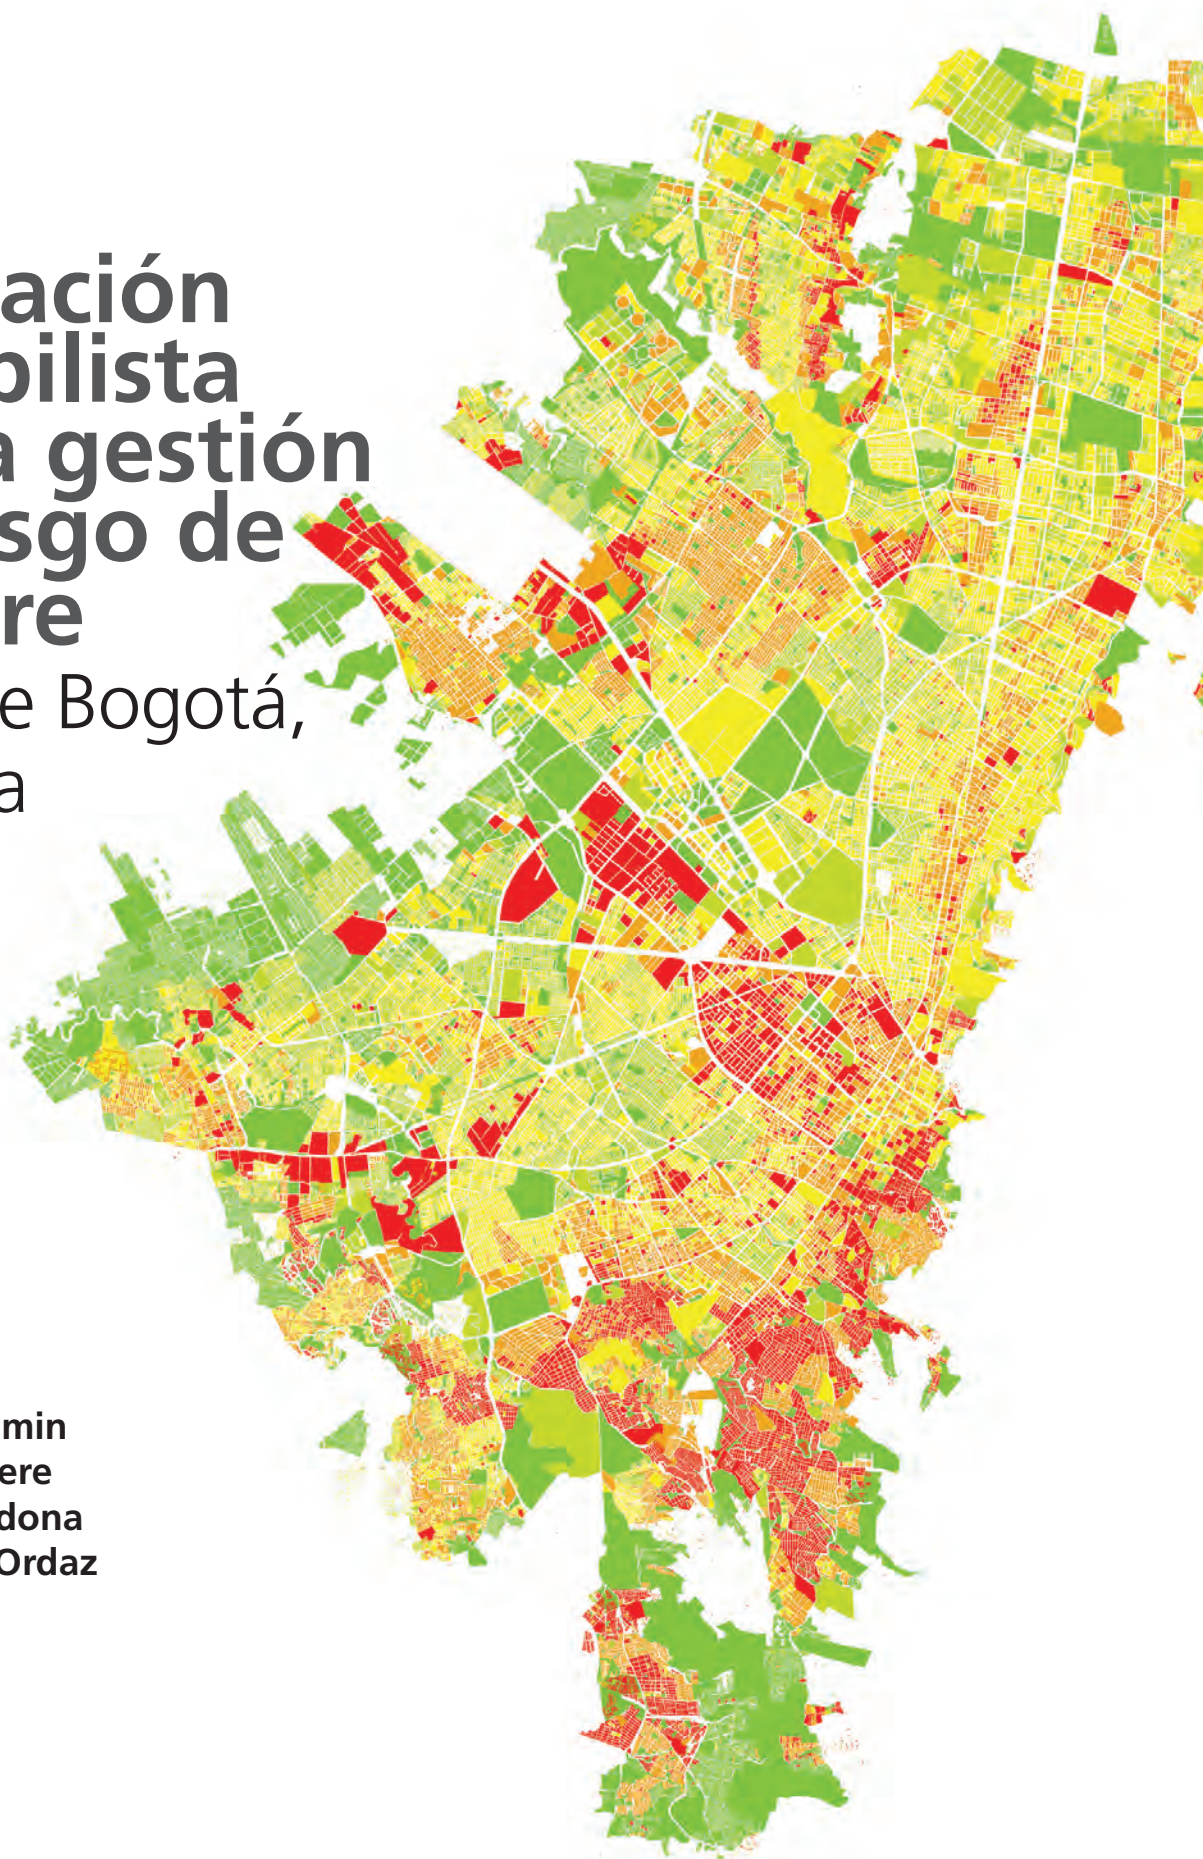 ación
bilista
a gestión
sgo de
re
e Bogotá,
a
min
ere
dona
Ordaz